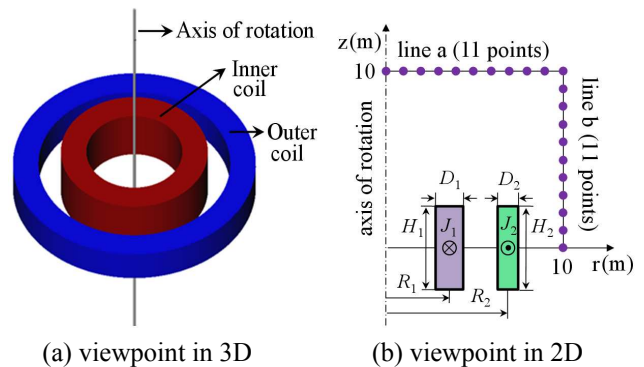 Axis of rotation
Inner
coil
Outer
coil
(a) viewpoint in 3D
z(m)
line a (11 points)
10
axis of rotation
line b (11 points)
D1
D2
H1
J1
J2
H2
R1
R2
10
r(m)
(b) viewpoint in 2D